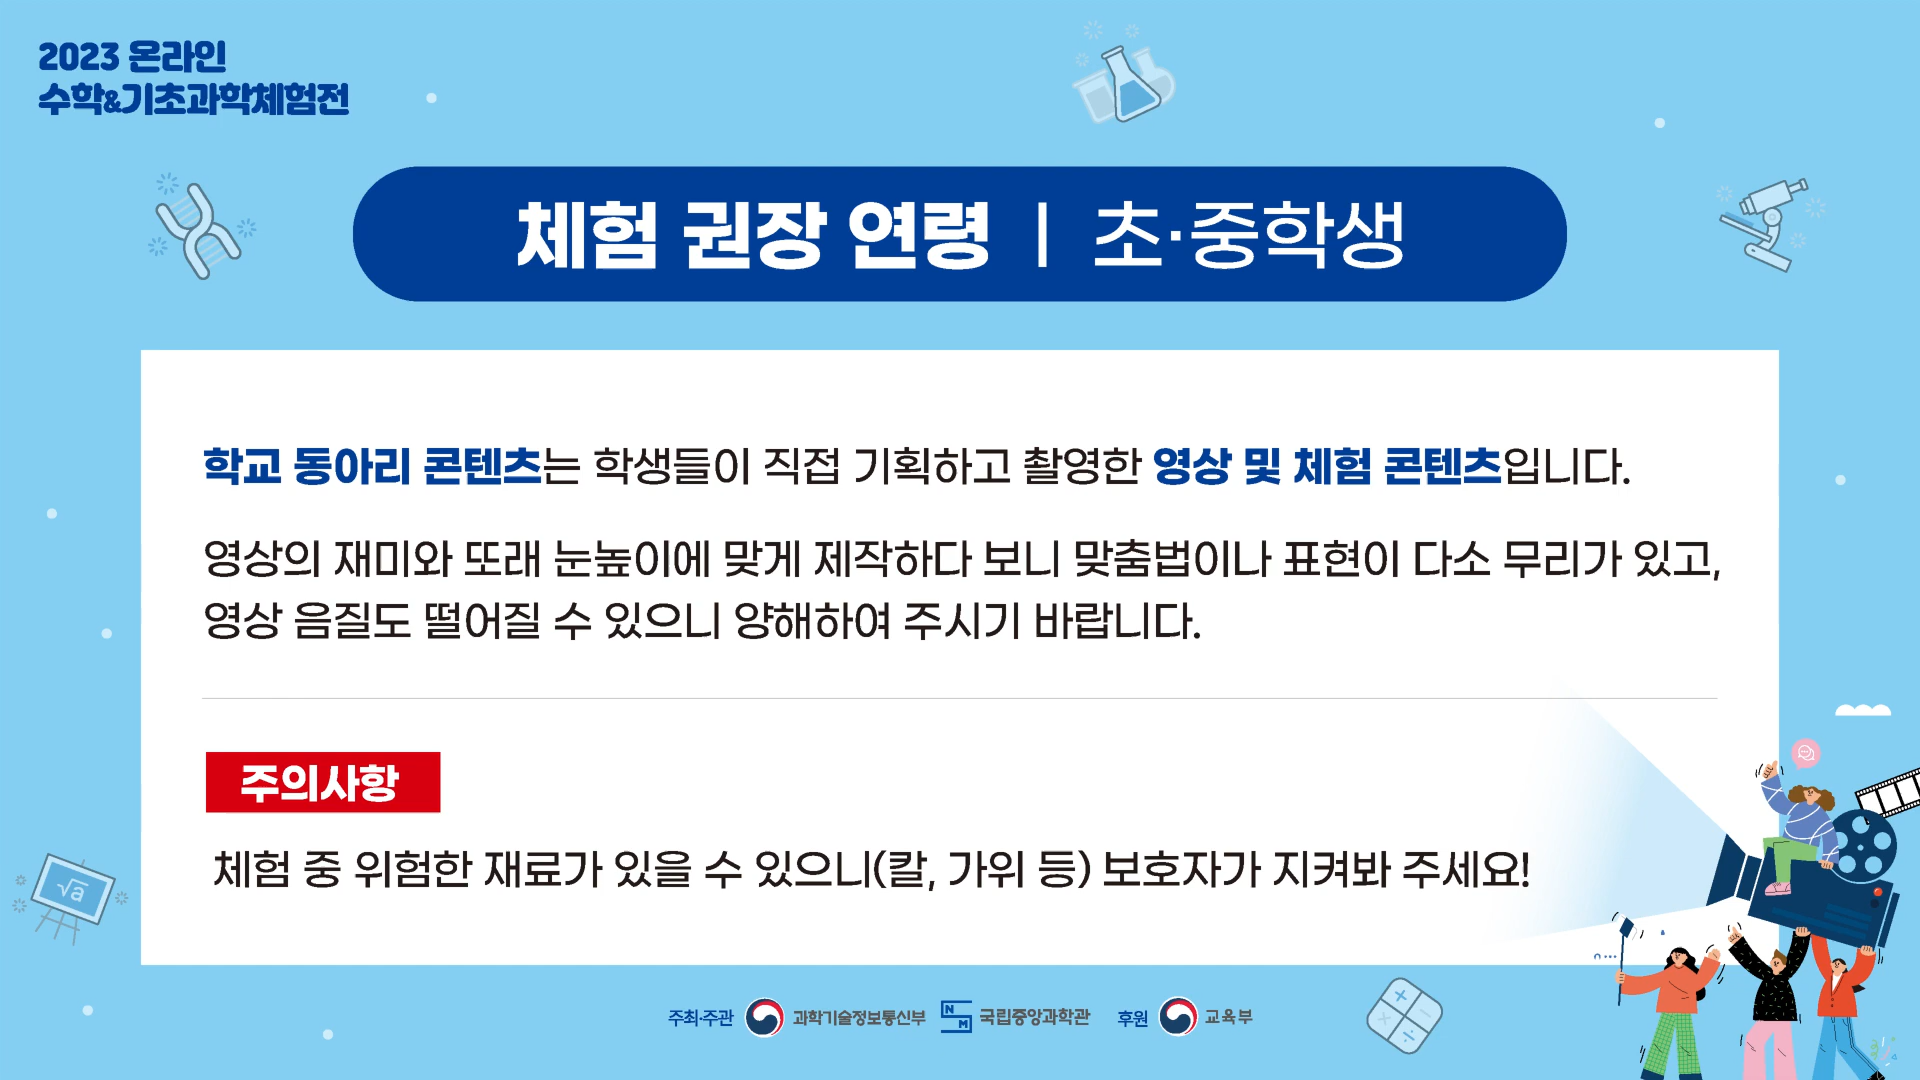 2023 온라인
수학&기초과학체험전
체험 권장 연령 | 초·중학생
학교 동아리 콘텐츠는 학생들이 직접 기획하고 촬영한 영상 및 체험 콘텐츠입니다.
영상의 재미와 또래 눈높이에 맞게 제작하다 보니 맞춤법이나 표현이 다소 무리가 있고,
영상 음질도 떨어질 수 있으니 양해하여 주시기 바랍니다.
주의사항
체험 중 위험한 재료가 있을 수 있으니(칼, 가위 등) 보호자가 지켜봐 주세요!
√a
주최·주관 과학기술정보통신부 NSM 국립중앙과학관 후원 교육부